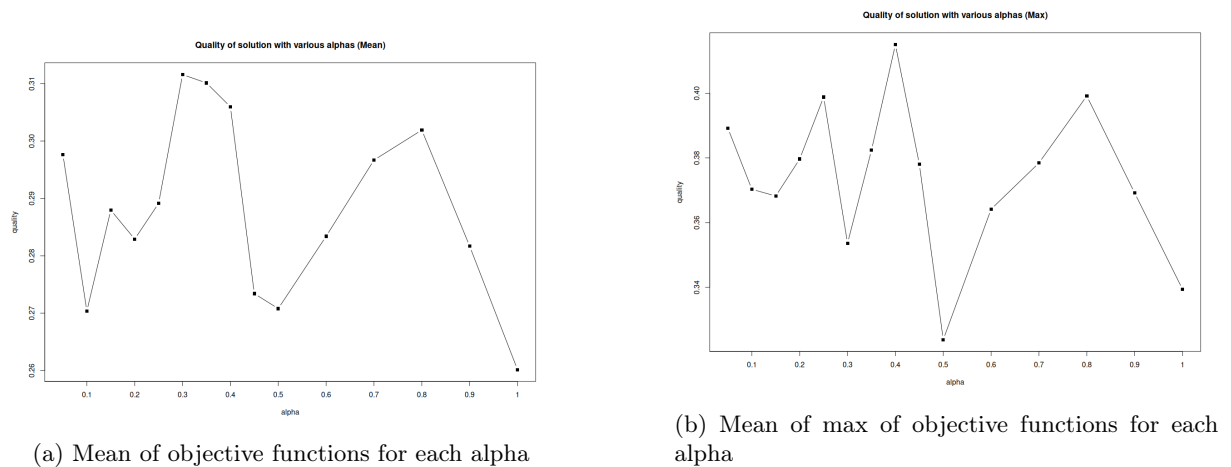 Quality of solution with various alphas (Mean)
quality
0.31
0.30
0.29
0.28
0.27
0.26
0.1 0.2 0.3 0.4 0.5 0.6 0.7 0.8 0.9 1
alpha
(a) Mean of objective functions for each alpha
Quality of solution with various alphas (Max)
quality
0.40
0.38
0.36
0.34
0.1 0.2 0.3 0.4 0.5 0.6 0.7 0.8 0.9 1
alpha
(b) Mean of max of objective functions for each
alpha